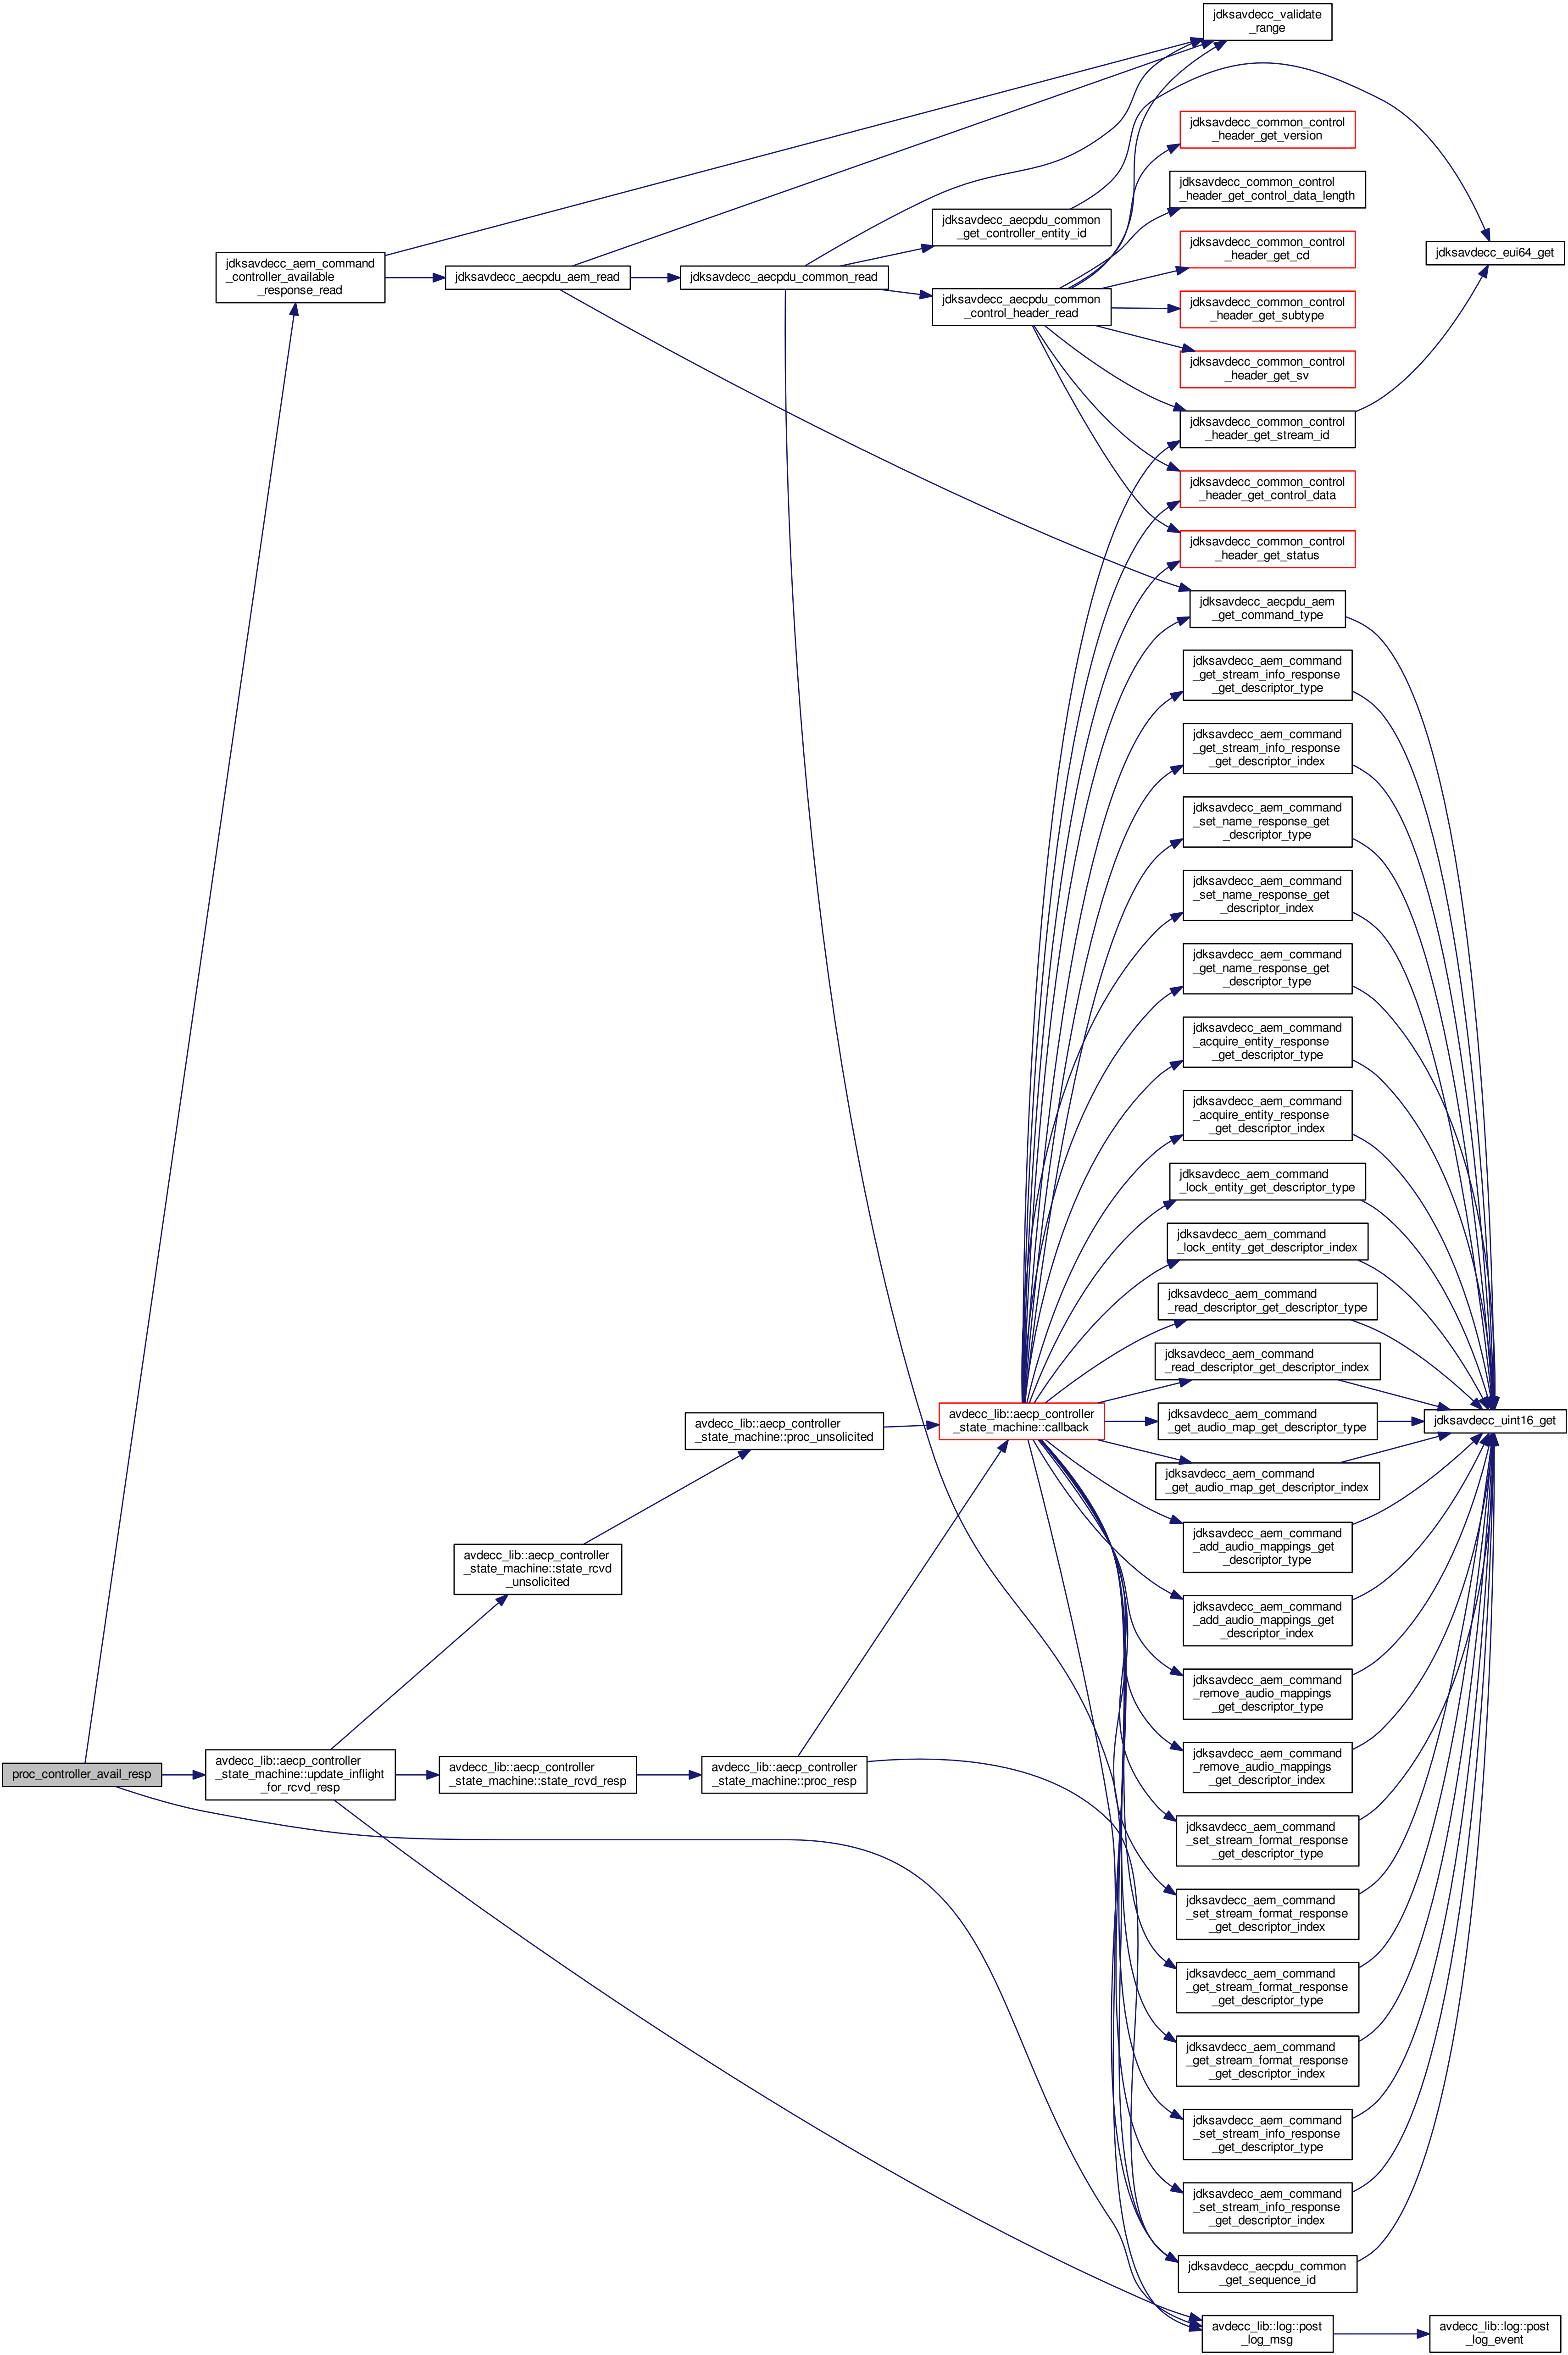 jdksavdecc_validate
_range
jdksavdecc_common_control
_header_get_version
jdksavdecc_common_control
_header_get_control_data_length
jdksavdecc_aecpdu_common
_get_controller_entity_id
jdksavdecc_common_control
_header_get_cd
jdksavdecc_eui64_get
jdksavdecc_aem_command
_controller_available
_response_read
jdksavdecc_aecpdu_aem_read
jdksavdecc_aecpdu_common_read
jdksavdecc_aecpdu_common
_control_header_read
jdksavdecc_common_control
_header_get_subtype
jdksavdecc_common_control
_header_get_sv
jdksavdecc_common_control
_header_get_stream_id
jdksavdecc_common_control
_header_get_control_data
jdksavdecc_common_control
_header_get_status
jdksavdecc_aecpdu_aem
_get_command_type
jdksavdecc_aem_command
_get_stream_info_response
_get_descriptor_type
jdksavdecc_aem_command
_get_stream_info_response
_get_descriptor_index
jdksavdecc_aem_command
_set_name_response_get
_descriptor_type
jdksavdecc_aem_command
_set_name_response_get
_descriptor_index
jdksavdecc_aem_command
_get_name_response_get
_descriptor_type
jdksavdecc_aem_command
_acquire_entity_response
_get_descriptor_type
jdksavdecc_aem_command
_acquire_entity_response
_get_descriptor_index
jdksavdecc_aem_command
_lock_entity_get_descriptor_type
jdksavdecc_aem_command
_lock_entity_get_descriptor_index
jdksavdecc_aem_command
_read_descriptor_get_descriptor_type
jdksavdecc_aem_command
_read_descriptor_get_descriptor_index
avdecc_lib::aecp_controller
_state_machine::proc_unsolicited
avdecc_lib::aecp_controller
_state_machine::callback
jdksavdecc_aem_command
_get_audio_map_get_descriptor_type
jdksavdecc_uint16_get
jdksavdecc_aem_command
_get_audio_map_get_descriptor_index
jdksavdecc_aem_command
_add_audio_mappings_get
_descriptor_type
avdecc_lib::aecp_controller
_state_machine::state_rcvd
_unsolicited
jdksavdecc_aem_command
_add_audio_mappings_get
_descriptor_index
jdksavdecc_aem_command
_remove_audio_mappings
_get_descriptor_type
jdksavdecc_aem_command
_remove_audio_mappings
_get_descriptor_index
proc_controller_avail_resp
avdecc_lib::aecp_controller
_state_machine::update_inflight
_for_rcvd_resp
avdecc_lib::aecp_controller
_state_machine::state_rcvd_resp
avdecc_lib::aecp_controller
_state_machine::proc_resp
jdksavdecc_aem_command
_set_stream_format_response
_get_descriptor_type
jdksavdecc_aem_command
_set_stream_format_response
_get_descriptor_index
jdksavdecc_aem_command
_get_stream_format_response
_get_descriptor_type
jdksavdecc_aem_command
_get_stream_format_response
_get_descriptor_index
jdksavdecc_aem_command
_set_stream_info_response
_get_descriptor_type
jdksavdecc_aem_command
_set_stream_info_response
_get_descriptor_index
jdksavdecc_aecpdu_common
_get_sequence_id
avdecc_lib::log::post
_log_msg
avdecc_lib::log::post
_log_event